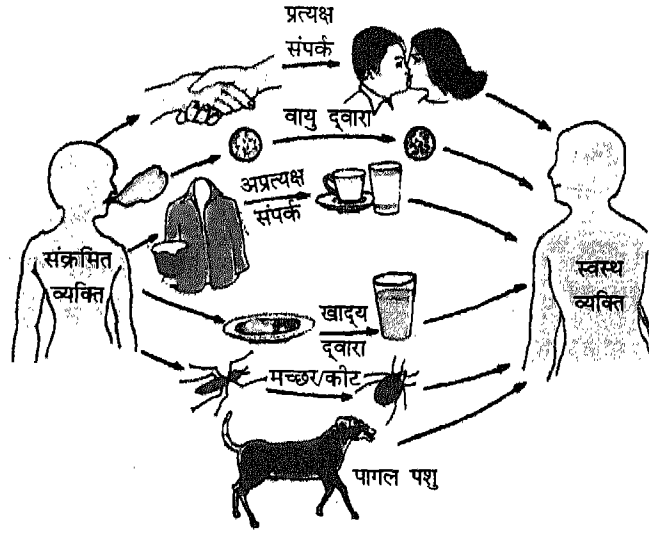 प्रत्यक्ष
संपर्क
वायु द्वारा
अप्रत्यक्ष
संपर्क
संक्रमित
व्यक्ति
स्वस्थ
व्यक्ति
खाद्य
द्वारा
मच्छर/कीट
पागल पशु